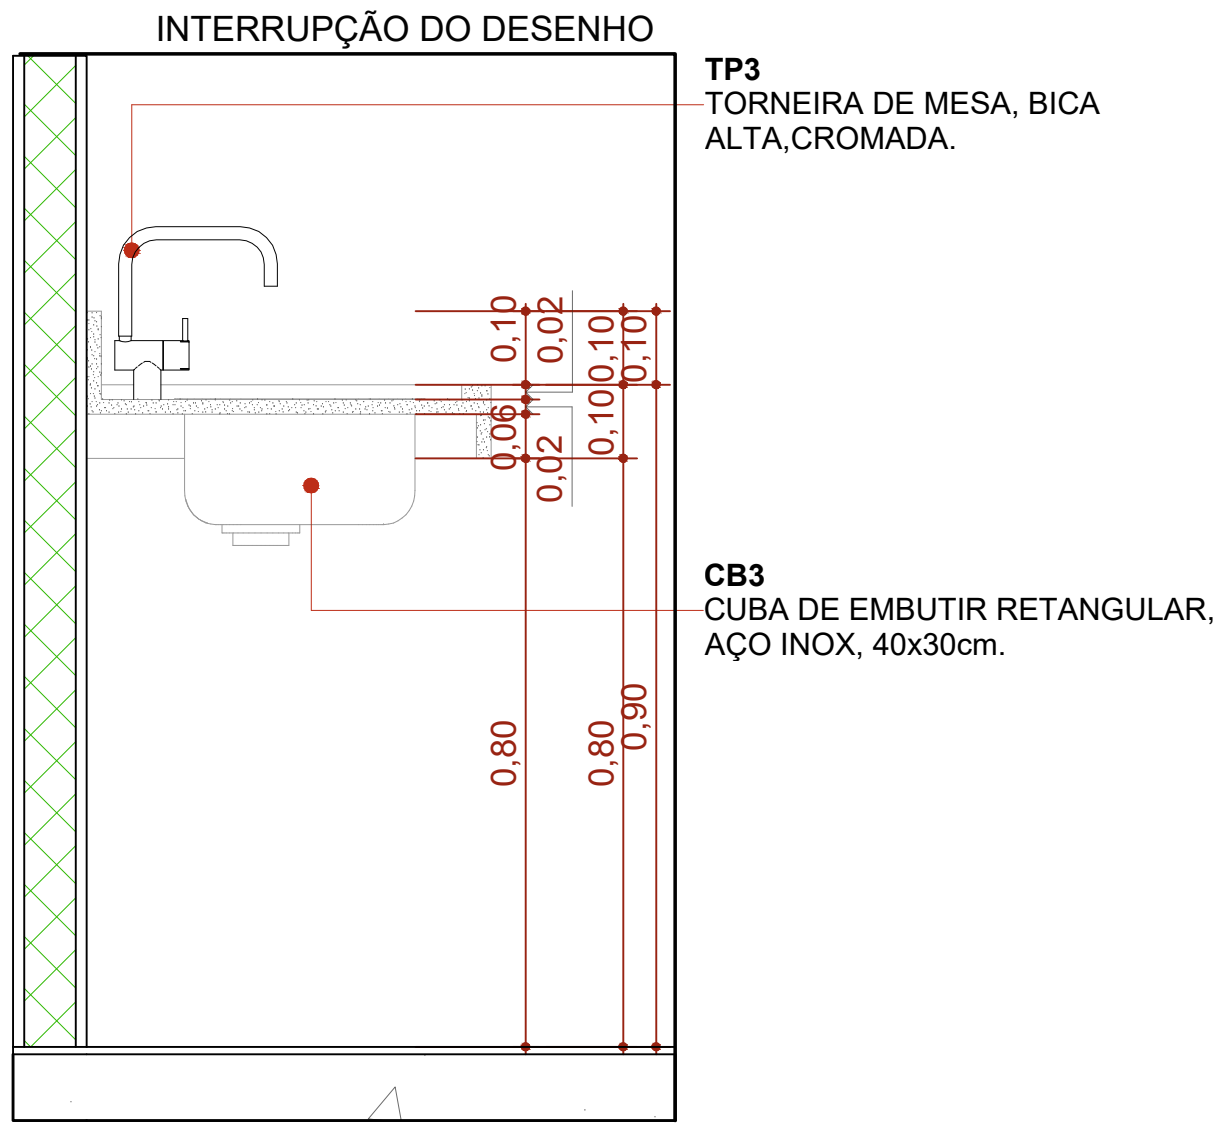 INTERRUPÇÃO DO DESENHO
TP3
TORNEIRA DE MESA, BICA
ALTA,CROMADA.
0,10
0,02
0,10
0,10
0,06
0,02
0,10
CB3
CUBA DE EMBUTIR RETANGULAR,
AÇO INOX, 40x30cm.
0,80
0,80
0,90